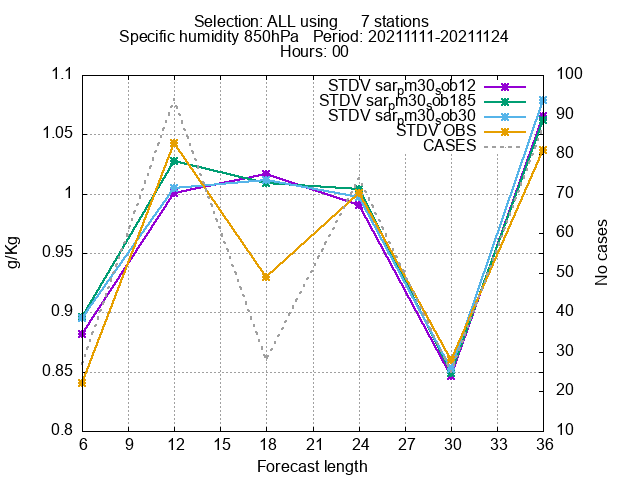 Selection: ALL using     7 stations
Specific humidity 850hPa   Period: 20211111-20211124
Hours: 00
1.1
1.05
1
0.95
0.9
0.85
0.8
g/Kg
STDV sar_pm30_sob12
STDV sar_pm30_sob185
STDV sar_pm30_sob30
STDV OBS
CASES
100
90
80
70
60
50
40
30
20
10
No cases
6 9 12 15 18 21 24 27 30 33 36
Forecast length